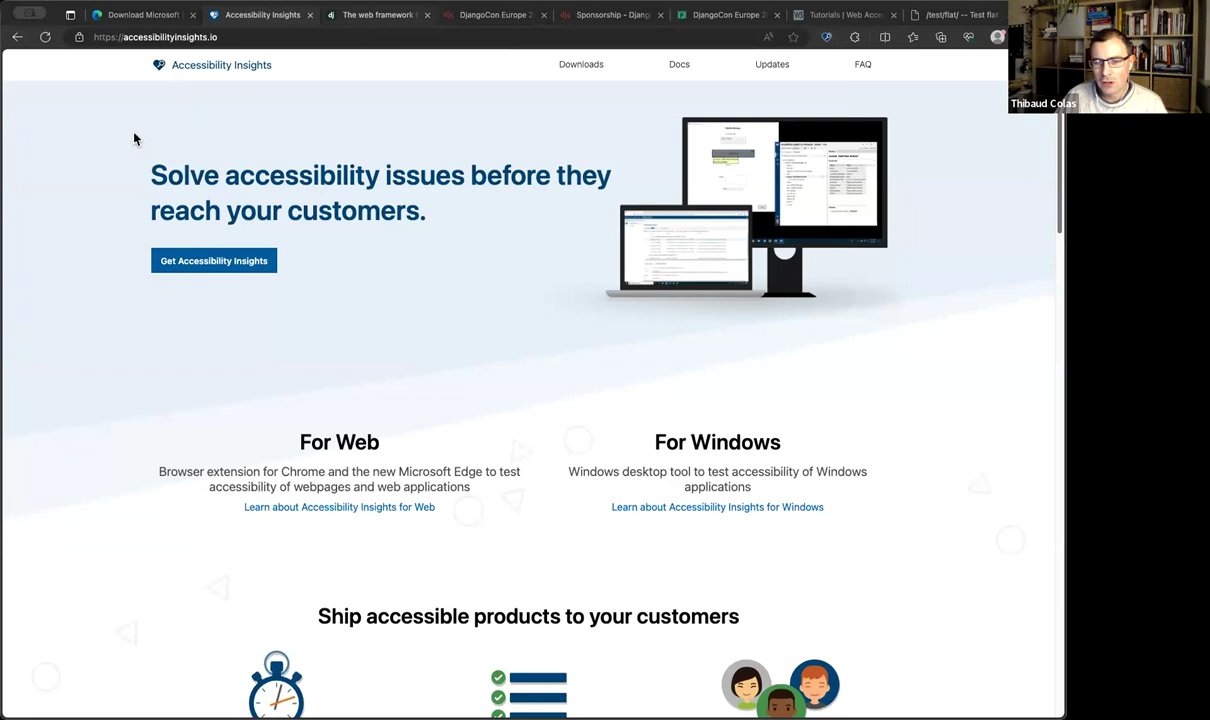 Download Microsoft
Accessibility Insights
The web framework
DjangoCon Europe 2
Sponsorship – Djang
DjangoCon Europe 2
Tutorials | Web Acce
/test/flat/ -- Test flat
https://accessibilityinsights.io
Thibaud Colas
Accessibility Insights
Downloads
Docs
Updates
FAQ
Solve accessibility issues before they
reach your customers.
Get Accessibility Insights
For Web
Browser extension for Chrome and the new Microsoft Edge to test
accessibility of webpages and web applications
Learn about Accessibility Insights for Web
For Windows
Windows desktop tool to test accessibility of Windows
applications
Learn about Accessibility Insights for Windows
Ship accessible products to your customers